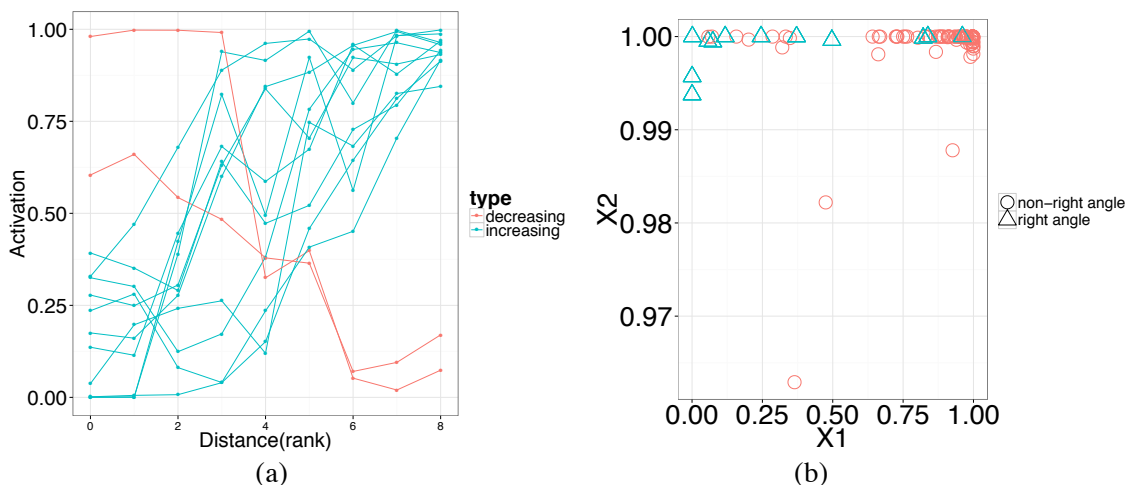 1.00
0.75
0.50
0.25
0.00
Activation
0 2 4 6 8
Distance(rank)
type
decreasing
increasing
(a)
1.00
0.99
0.98
0.97
X2
0.00 0.25 0.50 0.75 1.00
X1
non-right angle
right angle
(b)